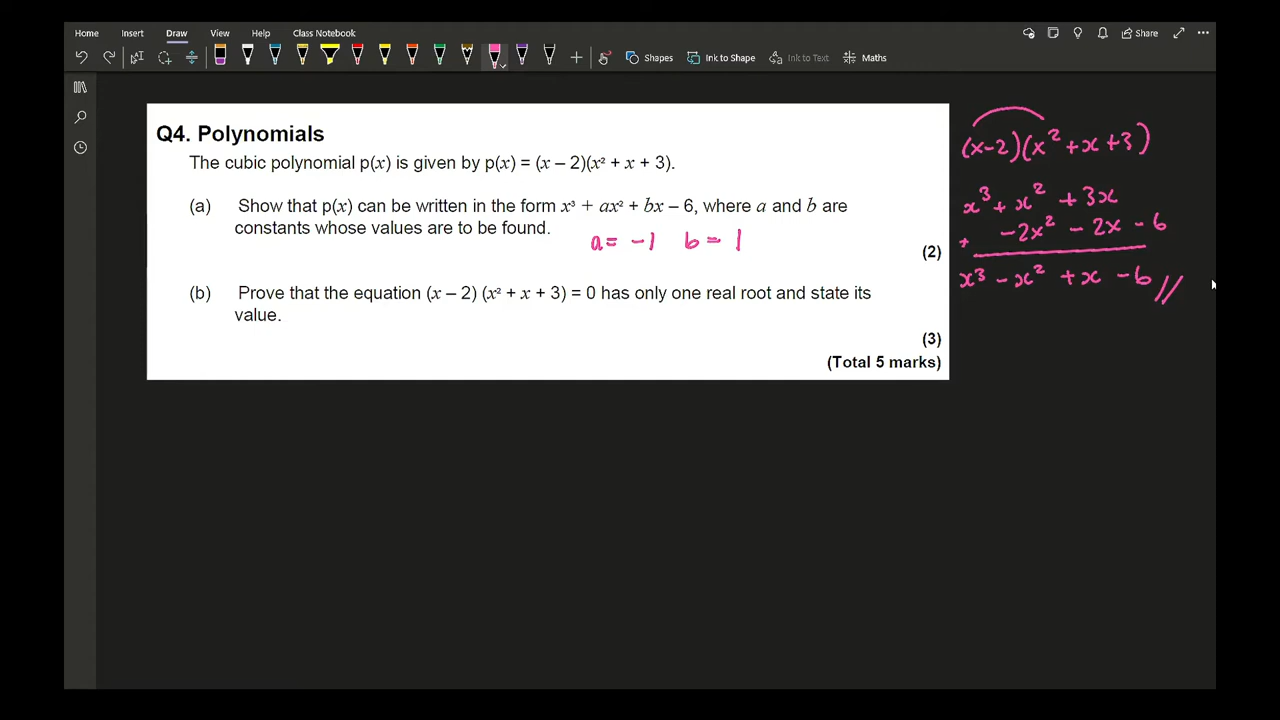 Home Insert Draw View Help Class Notebook Share
Shapes Ink to Shape Ink to Text Maths
Q4. Polynomials
The cubic polynomial p(x) is given by p(x) = (x – 2)(x² + x + 3).
(a) Show that p(x) can be written in the form x³ + ax² + bx – 6, where a and b are
constants whose values are to be found.
a = -1 b = 1
(2)
(b) Prove that the equation (x – 2) (x² + x + 3) = 0 has only one real root and state its
value.
(3)
(Total 5 marks)
(x-2)(x² + x + 3)
x³ + x² + 3x
+ -2x² - 2x - 6
x³ - x² + x - 6 //